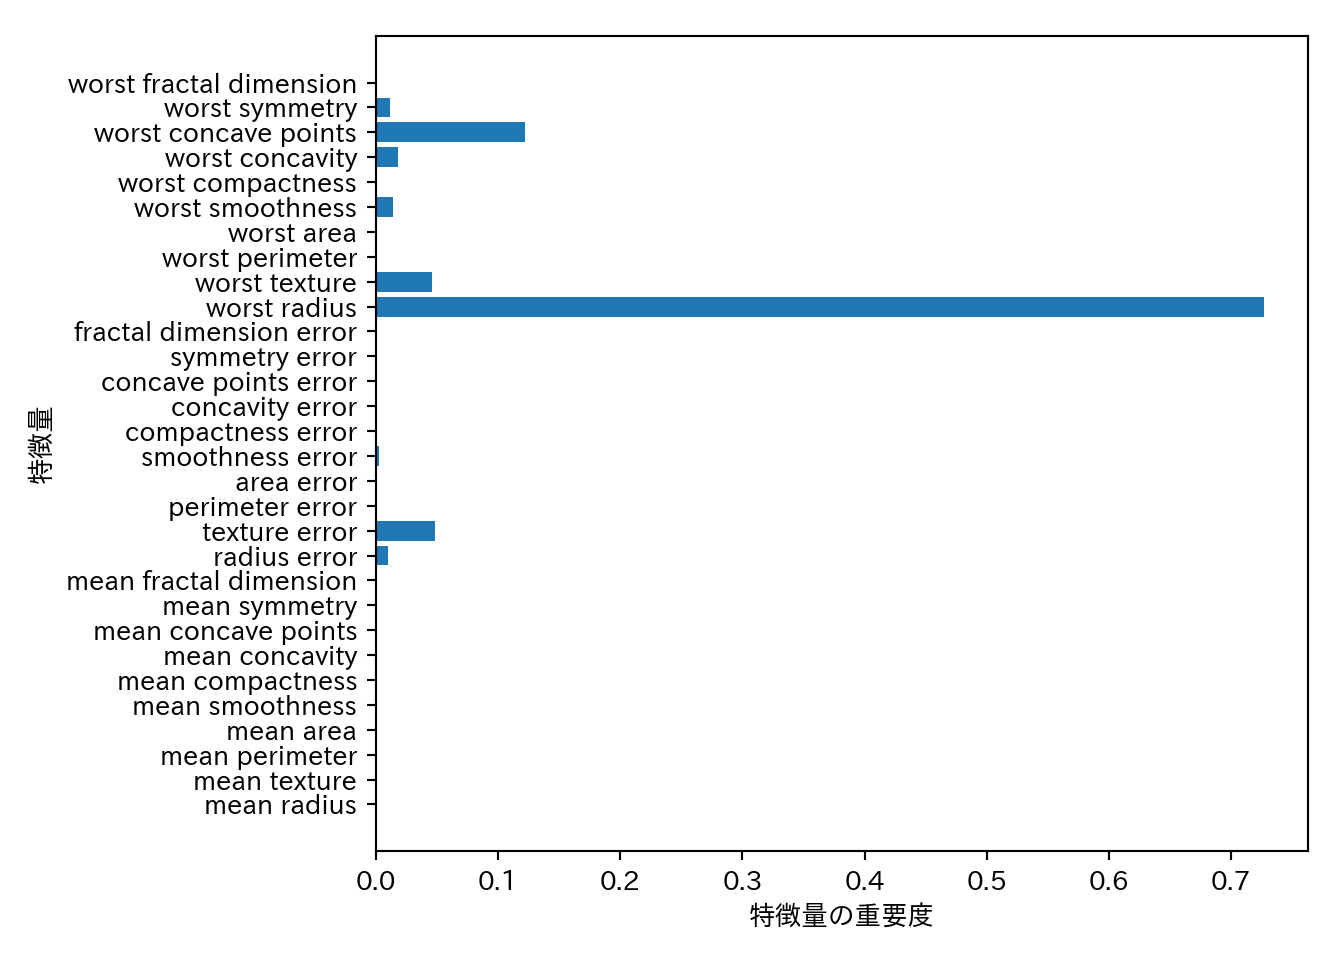 worst fractal dimension
worst symmetry
worst concave points
worst concavity
worst compactness
worst smoothness
worst area
worst perimeter
worst texture
worst radius
fractal dimension error
symmetry error
concave points error
concavity error
compactness error
smoothness error
area error
perimeter error
texture error
radius error
mean fractal dimension
mean symmetry
mean concave points
mean concavity
mean compactness
mean smoothness
mean area
mean perimeter
mean texture
mean radius
特徴量
0.0 0.1 0.2 0.3 0.4 0.5 0.6 0.7
特徴量の重要度